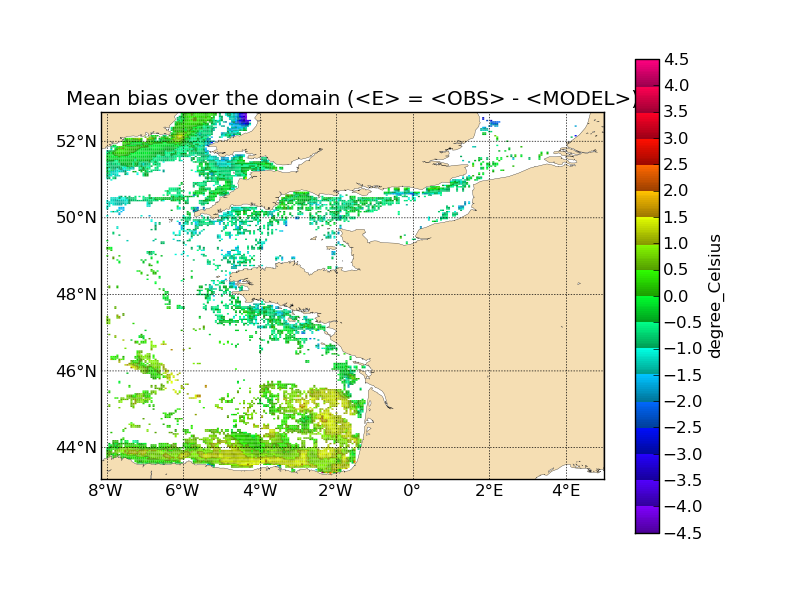 Mean bias over the domain (<E> = <OBS> - <MODEL>)
52°N
50°N
48°N
46°N
44°N
8°W 6°W 4°W 2°W 0° 2°E 4°E
4.5
4.0
3.5
3.0
2.5
2.0
1.5
1.0
0.5
0.0
−0.5
−1.0
−1.5
−2.0
−2.5
−3.0
−3.5
−4.0
−4.5
degree_Celsius